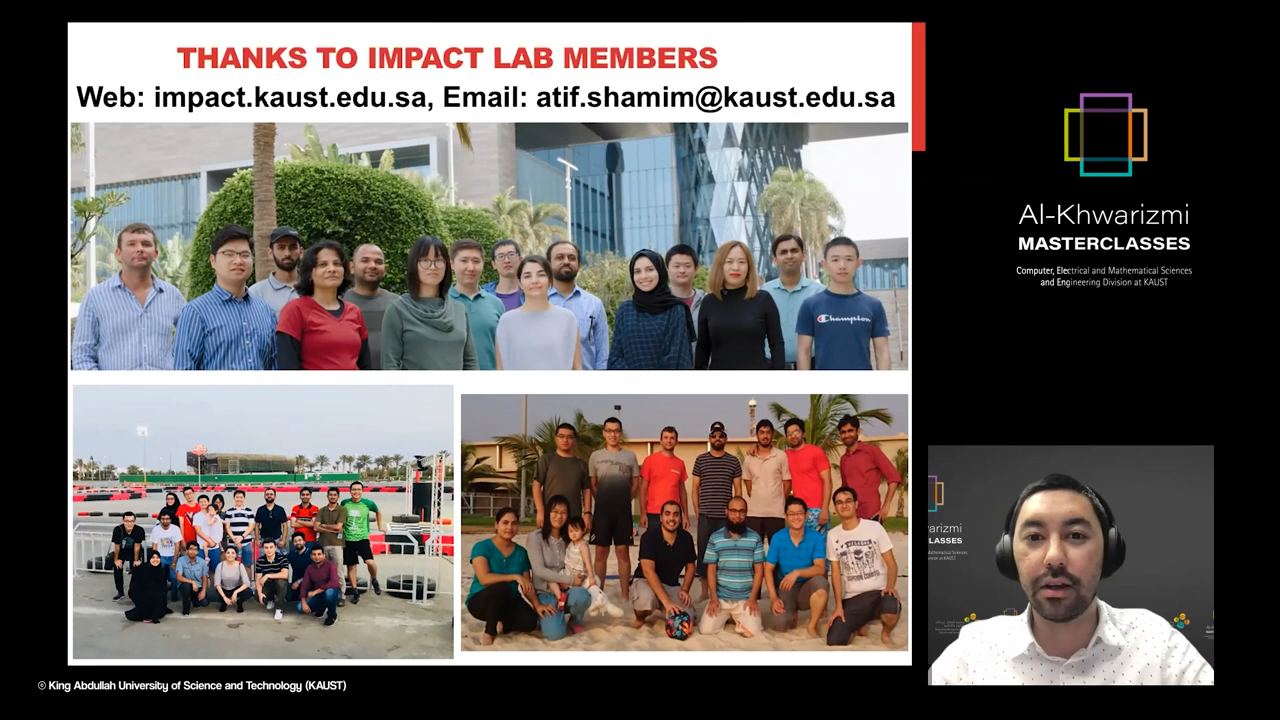 THANKS TO IMPACT LAB MEMBERS
Web: impact.kaust.edu.sa, Email: atif.shamim@kaust.edu.sa
Champion
Al-Khwarizmi
MASTERCLASSES
Computer, Electrical and Mathematical Sciences
and Engineering Division at KAUST
warizmi
LASSES
© King Abdullah University of Science and Technology (KAUST)